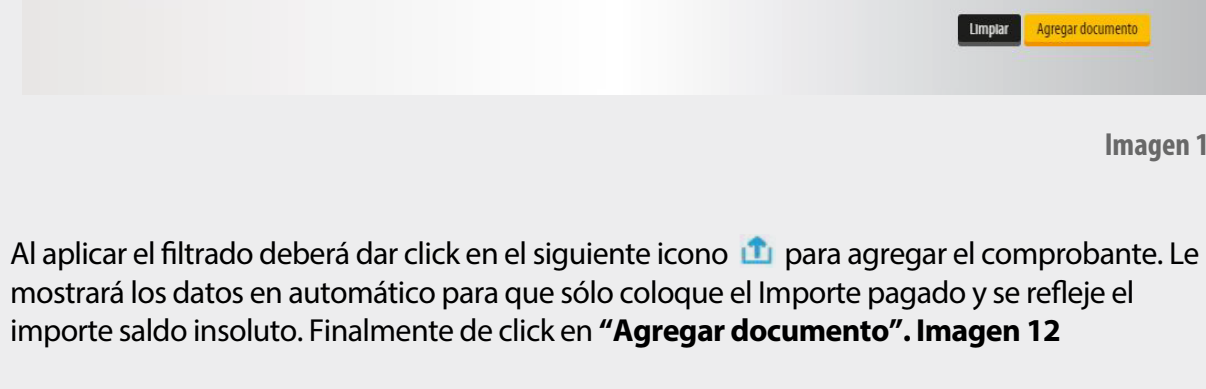 Limpiar Agregar documento
Imagen 1
Al aplicar el filtrado deberá dar click en el siguiente icono para agregar el comprobante. Le
mostrará los datos en automático para que sólo coloque el Importe pagado y se refleje el
importe saldo insoluto. Finalmente de click en “Agregar documento”. Imagen 12